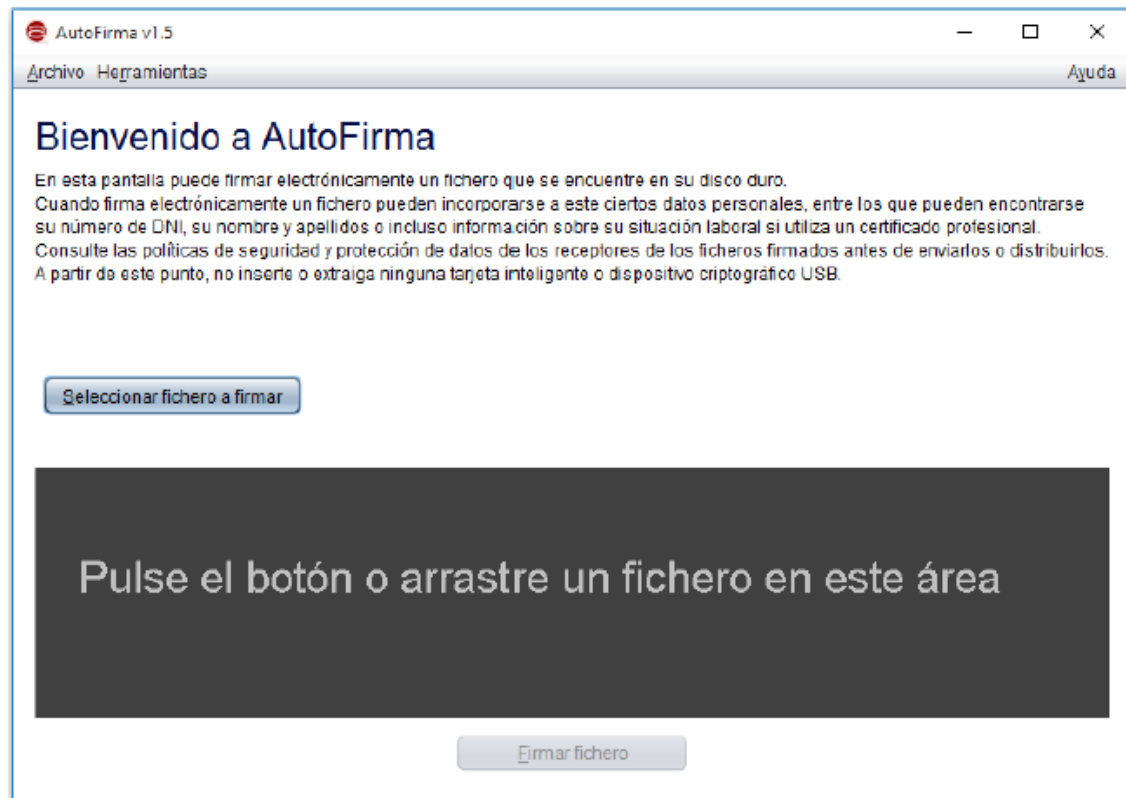 AutoFirma v1.5
Archivo Herramientas Ayuda
Bienvenido a AutoFirma
En esta pantalla puede firmar electrónicamente un fichero que se encuentre en su disco duro.
Cuando firma electrónicamente un fichero pueden incorporarse a este ciertos datos personales, entre los que pueden encontrarse
su número de DNI, su nombre y apellidos o incluso información sobre su situación laboral si utiliza un certificado profesional.
Consulte las políticas de seguridad y protección de datos de los receptores de los ficheros firmados antes de enviarlos o distribuirlos.
A partir de este punto, no inserte o extraiga ninguna tarjeta inteligente o dispositivo criptográfico USB.
Seleccionar fichero a firmar
Pulse el botón o arrastre un fichero en este área
Firmar fichero